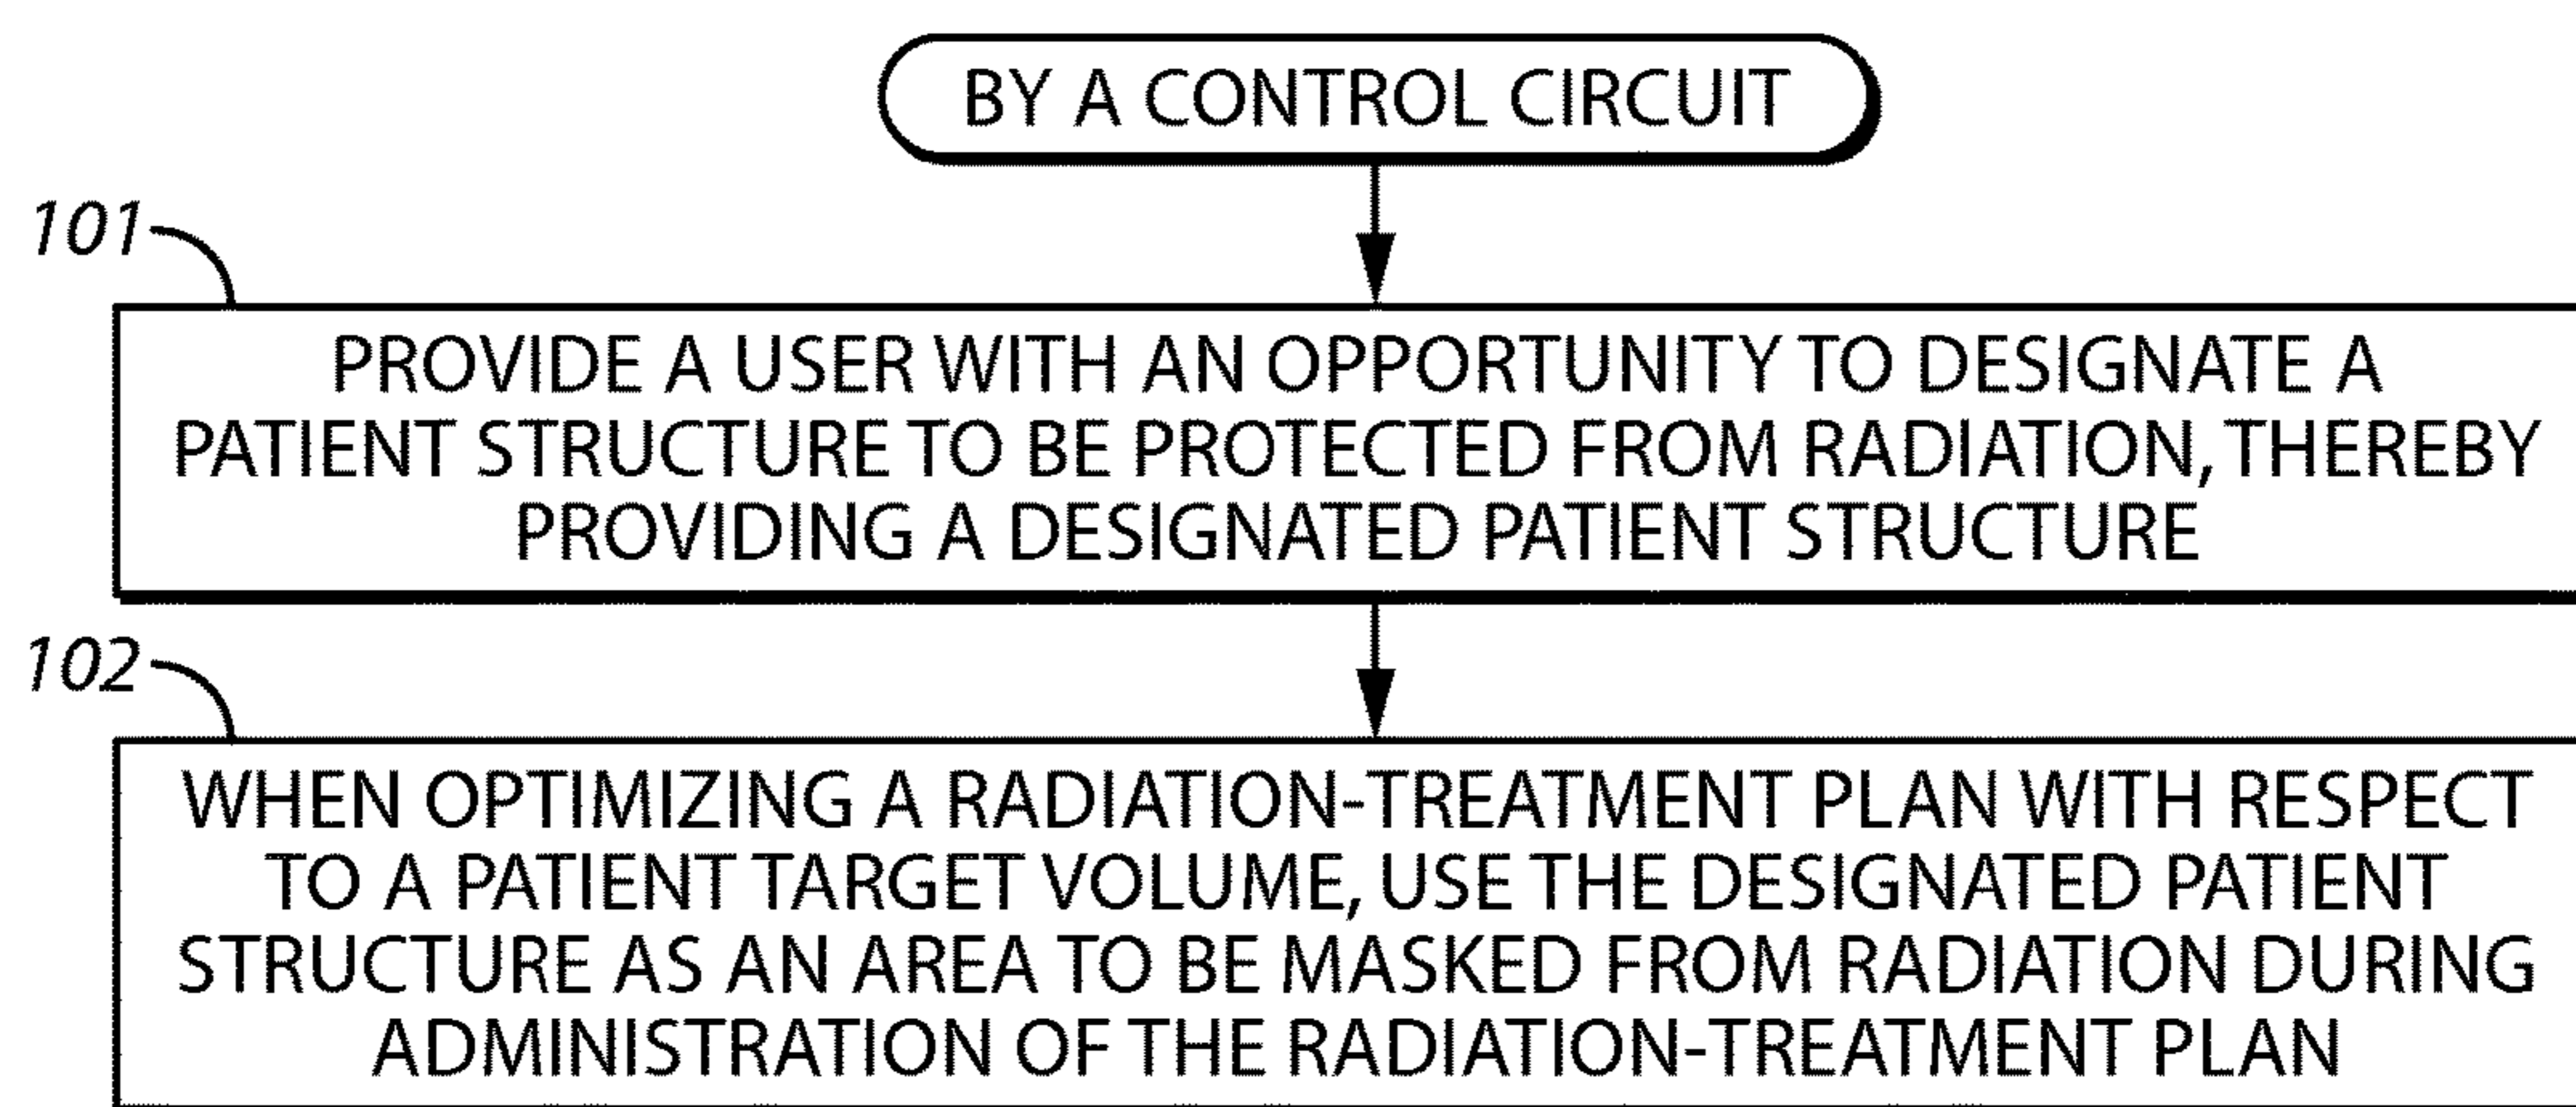 BY A CONTROL CIRCUIT
101
PROVIDE A USER WITH AN OPPORTUNITY TO DESIGNATE A
PATIENT STRUCTURE TO BE PROTECTED FROM RADIATION, THEREBY
PROVIDING A DESIGNATED PATIENT STRUCTURE
102
WHEN OPTIMIZING A RADIATION-TREATMENT PLAN WITH RESPECT
TO A PATIENT TARGET VOLUME, USE THE DESIGNATED PATIENT
STRUCTURE AS AN AREA TO BE MASKED FROM RADIATION DURING
ADMINISTRATION OF THE RADIATION-TREATMENT PLAN